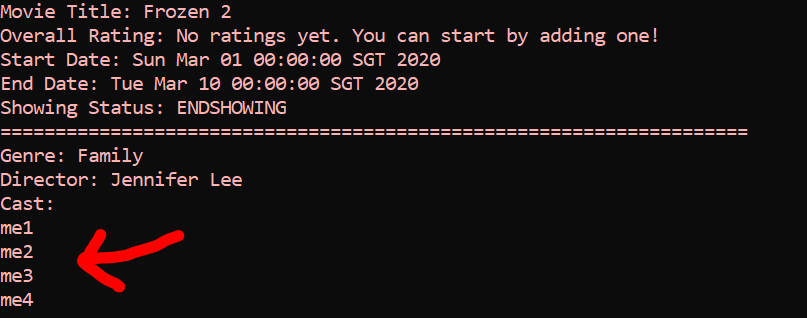 Movie Title: Frozen 2
Overall Rating: No ratings yet. You can start by adding one!
Start Date: Sun Mar 01 00:00:00 SGT 2020
End Date: Tue Mar 10 00:00:00 SGT 2020
Showing Status: ENDSHOWING
====================================================================
Genre: Family
Director: Jennifer Lee
Cast:
me1
me2
me3
me4